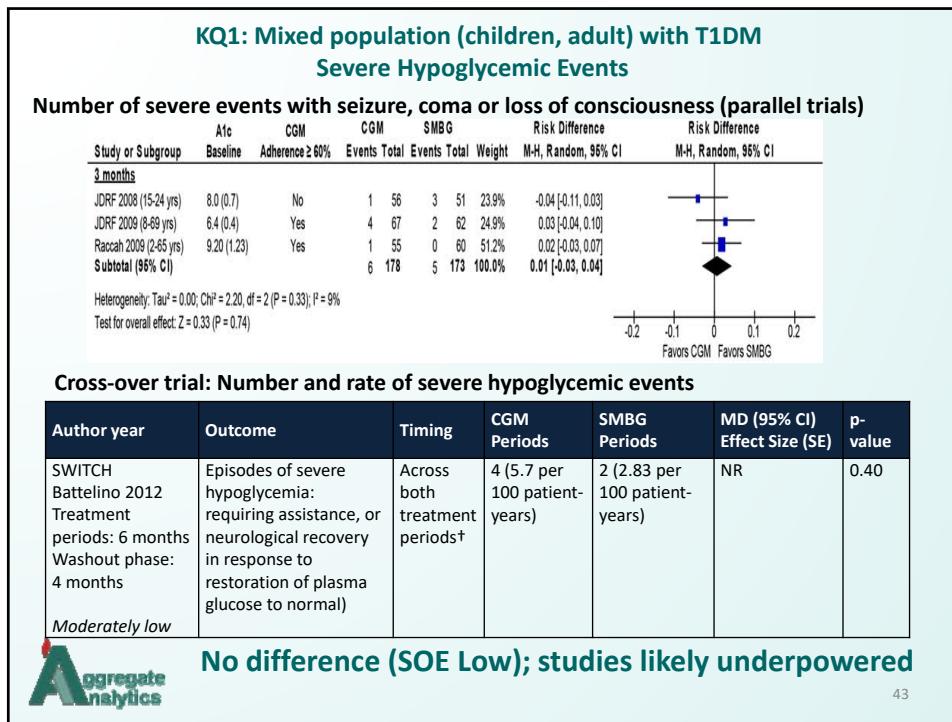 KQ1: Mixed population (children, adult) with T1DM
Severe Hypoglycemic Events
Number of severe events with seizure, coma or loss of consciousness (parallel trials)
A1c CGM CGM SMBG Risk Difference Risk Difference
Study or Subgroup Baseline Adherence ≥ 60% Events Total Events Total Weight M-H, Random, 95% CI M-H, Random, 95% CI
3 months
JDRF 2008 (15-24 yrs) 8.0 (0.7) No 1 56 3 51 23.9% -0.04 [-0.11, 0.03]
JDRF 2009 (8-69 yrs) 6.4 (0.4) Yes 4 67 2 62 24.9% 0.03 [-0.04, 0.10]
Raccah 2009 (2-65 yrs) 9.20 (1.23) Yes 1 55 0 60 51.2% 0.02 [-0.03, 0.07]
Subtotal (95% CI) 6 178 5 173 100.0% 0.01 [-0.03, 0.04]
Heterogeneity: Tau² = 0.00; Chi² = 2.20, df = 2 (P = 0.33); I² = 9%
Test for overall effect: Z = 0.33 (P = 0.74)
-0.2 -0.1 0 0.1 0.2
Favors CGM Favors SMBG
Cross-over trial: Number and rate of severe hypoglycemic events
Author year Outcome Timing CGM Periods SMBG Periods MD (95% CI) Effect Size (SE) p-value
SWITCH
Battelino 2012
Treatment
periods: 6 months
Washout phase:
4 months
Moderately low
Episodes of severe
hypoglycemia:
requiring assistance, or
neurological recovery
in response to
restoration of plasma
glucose to normal)
Across
both
treatment
periods†
4 (5.7 per
100 patient-
years)
2 (2.83 per
100 patient-
years)
NR
0.40
Aggregate
Analytics
No difference (SOE Low); studies likely underpowered
43